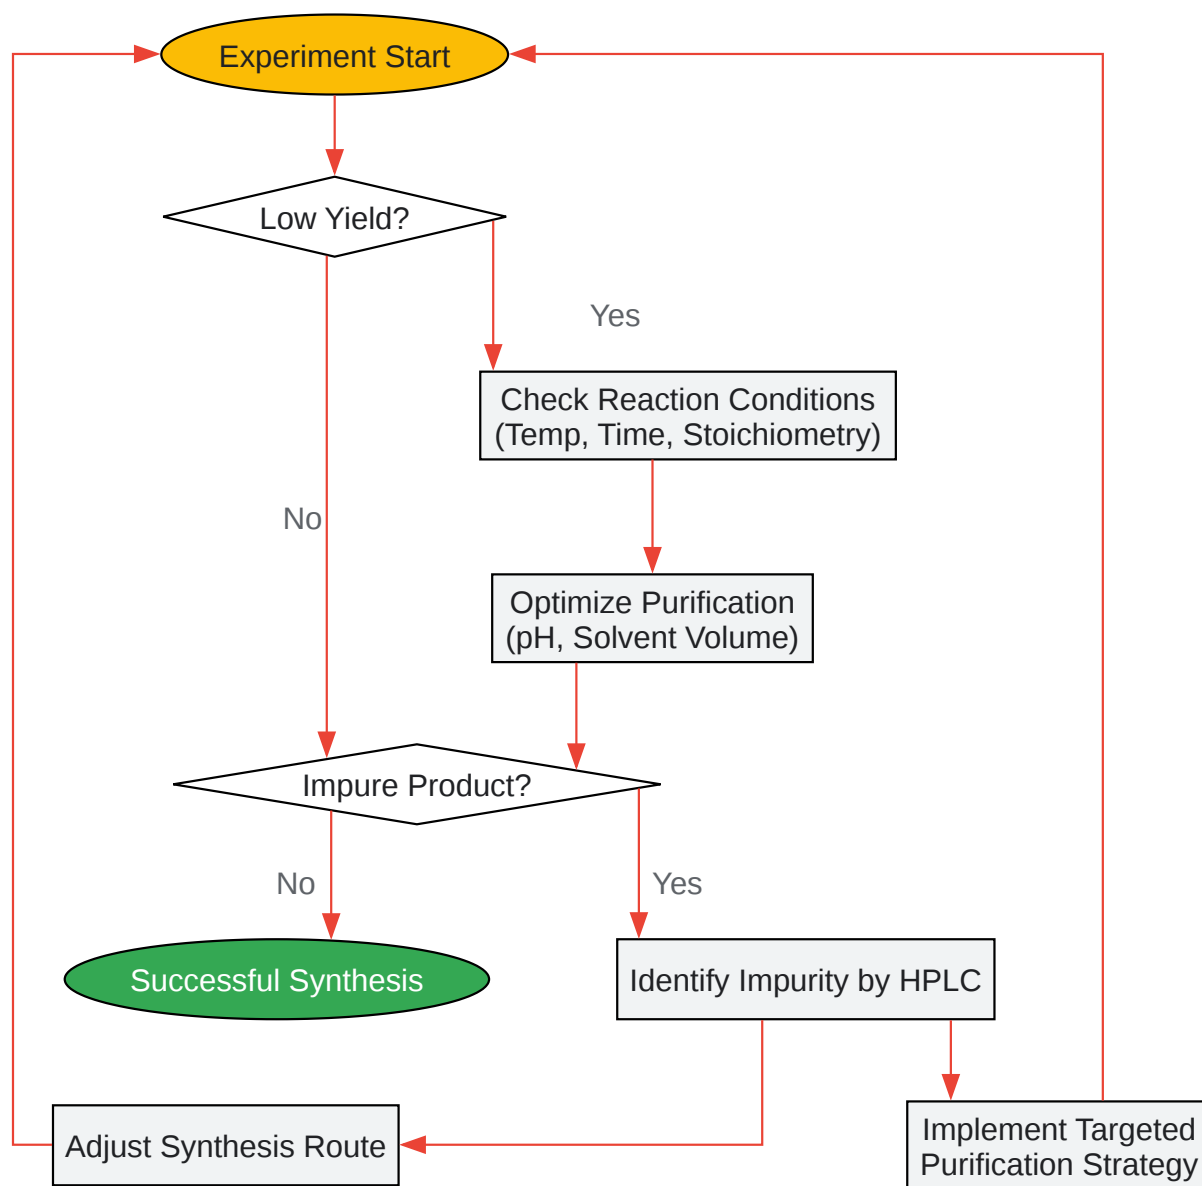 Experiment Start
Low Yield?
Yes
Check Reaction Conditions
(Temp, Time, Stoichiometry)
No
Optimize Purification
(pH, Solvent Volume)
Impure Product?
No
Yes
Successful Synthesis
Identify Impurity by HPLC
Adjust Synthesis Route
Implement Targeted
Purification Strategy